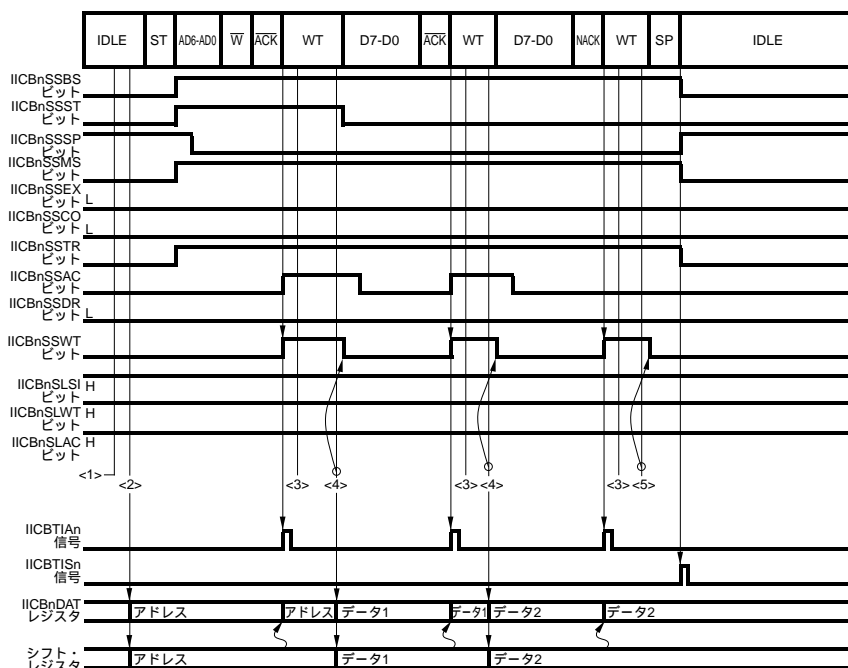 IDLE ST AD6-AD0 W ACK WT D7-D0 ACK WT D7-D0 NACK WT SP IDLE
IICBnSSBS
ビット
IICBnSSST
ビット
IICBnSSSP
ビット
IICBnSSMS
ビット
IICBnSSEX
ビット L
IICBnSSCO
ビット L
IICBnSSTR
ビット
IICBnSSAC
ビット
IICBnSSDR
ビット L
IICBnSSWT
ビット
IICBnSLSI H
ビット
IICBnSLWT H
ビット
IICBnSLAC H
ビット
<1>
<2> <3> <4> <3> <4> <3> <5>
IICBTIAn
信号
IICBTISn
信号
IICBnDAT
レジスタ アドレス アドレス データ1 データ1 データ2 データ2
シフト・
レジスタ アドレス データ1 データ2